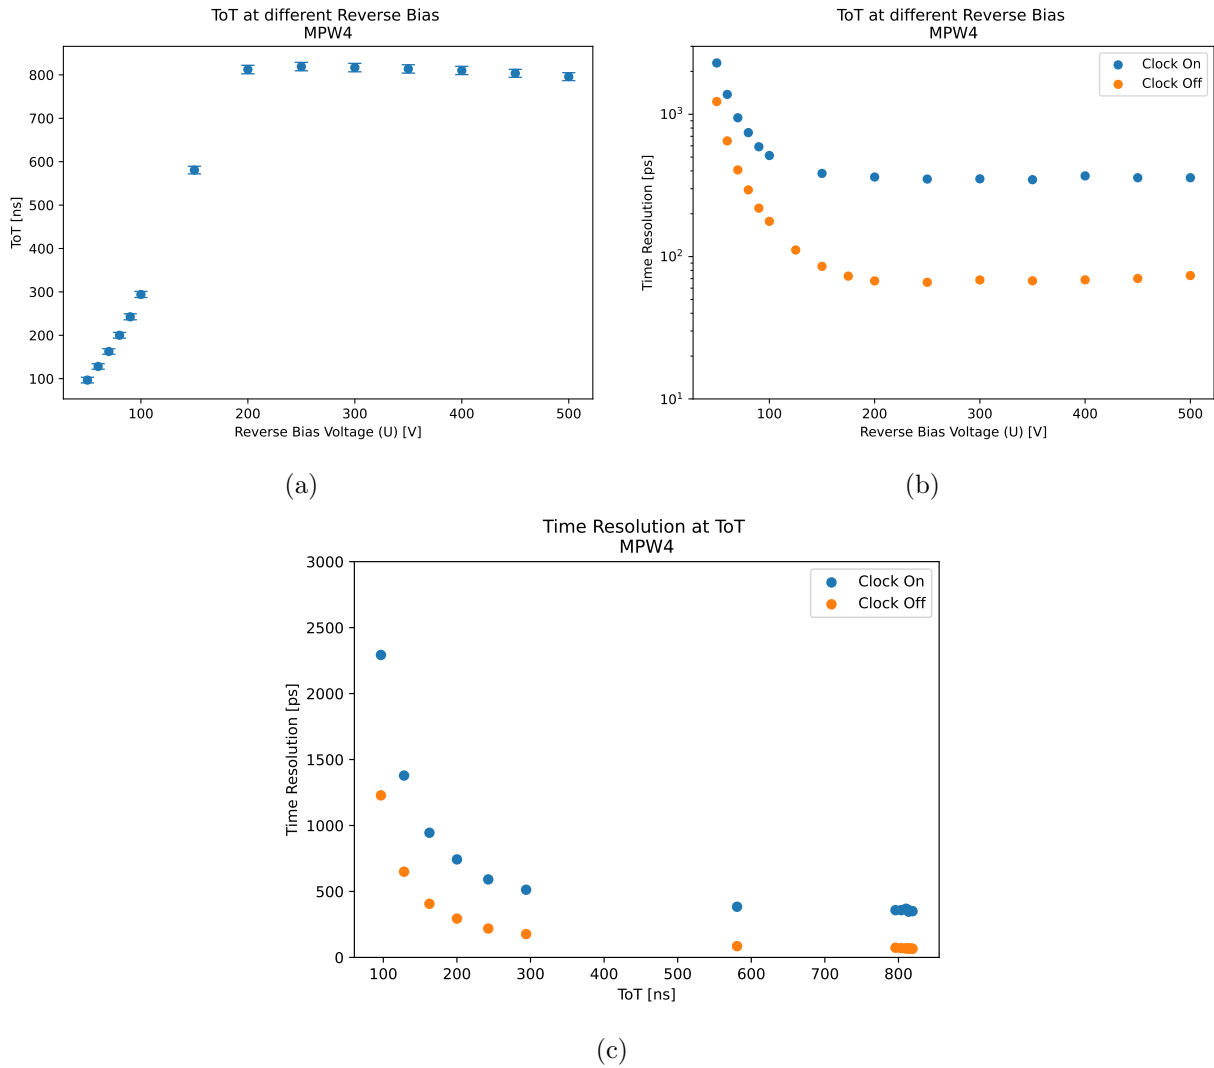 ToT at different Reverse Bias
MPW4
ToT [ns]
800
700
600
500
400
300
200
100
100
200
300
400
500
Reverse Bias Voltage (U) [V]
(a)
ToT at different Reverse Bias
MPW4
Clock On
Clock Off
Time Resolution [ps]
10³
10²
10¹
100
200
300
400
500
Reverse Bias Voltage (U) [V]
(b)
Time Resolution at ToT
MPW4
Clock On
Clock Off
Time Resolution [ps]
3000
2500
2000
1500
1000
500
0
100
200
300
400
500
600
700
800
ToT [ns]
(c)